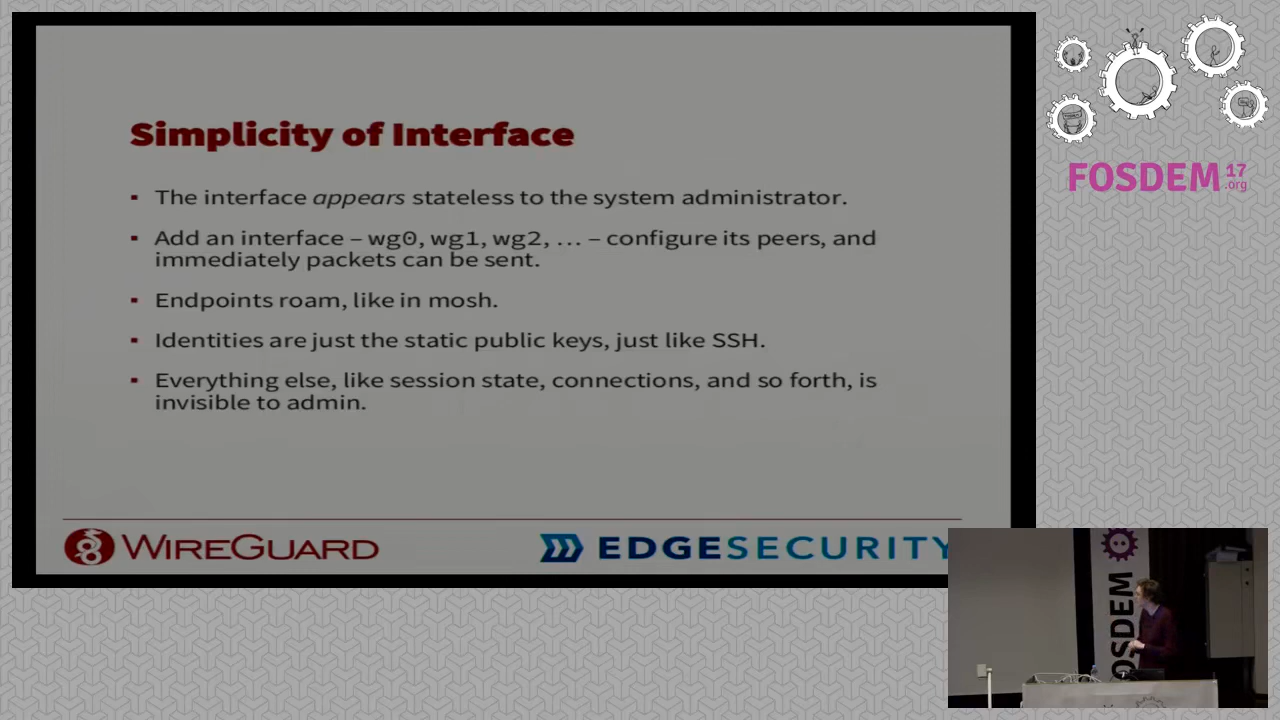 Simplicity of Interface
▪ The interface appears stateless to the system administrator.
▪ Add an interface – wg0, wg1, wg2, … – configure its peers, and
immediately packets can be sent.
▪ Endpoints roam, like in mosh.
▪ Identities are just the static public keys, just like SSH.
▪ Everything else, like session state, connections, and so forth, is
invisible to admin.
WIREGUARD
EDGESECURITY
FOSDEM 17
.org
FOSDEM